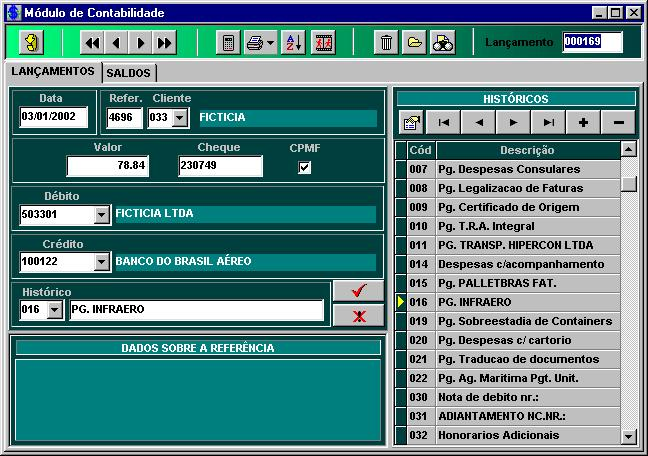 Módulo de Contabilidade
Lançamento 000169
LANÇAMENTOS SALDOS
Data Refer. Cliente
03/01/2002 4696 033 FICTICIA
Valor Cheque CPMF
78.84 230749
Débito
503301 FICTICIA LTDA
Crédito
100122 BANCO DO BRASIL AÉREO
Histórico
016 PG. INFRAERO
DADOS SOBRE A REFERÊNCIA
HISTÓRICOS
Cód Descrição
007 Pg. Despesas Consulares
008 Pg. Legalizacao de Faturas
009 Pg. Certificado de Origem
010 Pg. T.R.A. Integral
011 PG. TRANSP. HIPERCON LTDA
014 Despesas c/acompanhamento
015 Pg. PALLETBRAS FAT.
016 PG. INFRAERO
019 Pg. Sobreestadia de Containers
020 Pg. Despesas c/ cartorio
021 Pg. Traducao de documentos
022 Pg. Ag. Maritima Pgt. Unit.
030 Nota de debito nr.:
031 ADIANTAMENTO NC.NR.:
032 Honorarios Adicionais